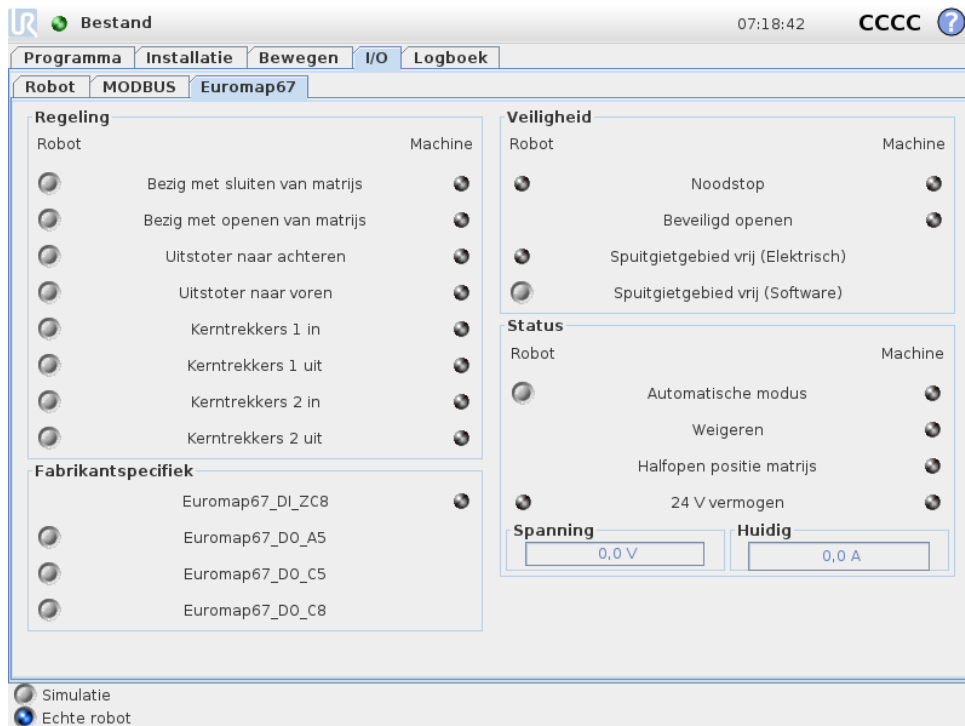 UR Bestand 07:18:42 CCCC ?
Programma Installatie Bewegen I/O Logboek
Robot MODBUS Euromap67
Regeling
Robot Machine
Bezig met sluiten van matrijs
Bezig met openen van matrijs
Uitstoter naar achteren
Uitstoter naar voren
Kerntrekkers 1 in
Kerntrekkers 1 uit
Kerntrekkers 2 in
Kerntrekkers 2 uit
Fabrikantspecifiek
Euromap67_DI_ZC8
Euromap67_DO_A5
Euromap67_DO_C5
Euromap67_DO_C8
Veiligheid
Robot Machine
Noodstop
Beveiligd openen
Spuitgietgebied vrij (Elektrisch)
Spuitgietgebied vrij (Software)
Status
Robot Machine
Automatische modus
Weigeren
Halfopen positie matrijs
24 V vermogen
Spanning
0,0 V
Huidig
0,0 A
Simulatie
Echte robot